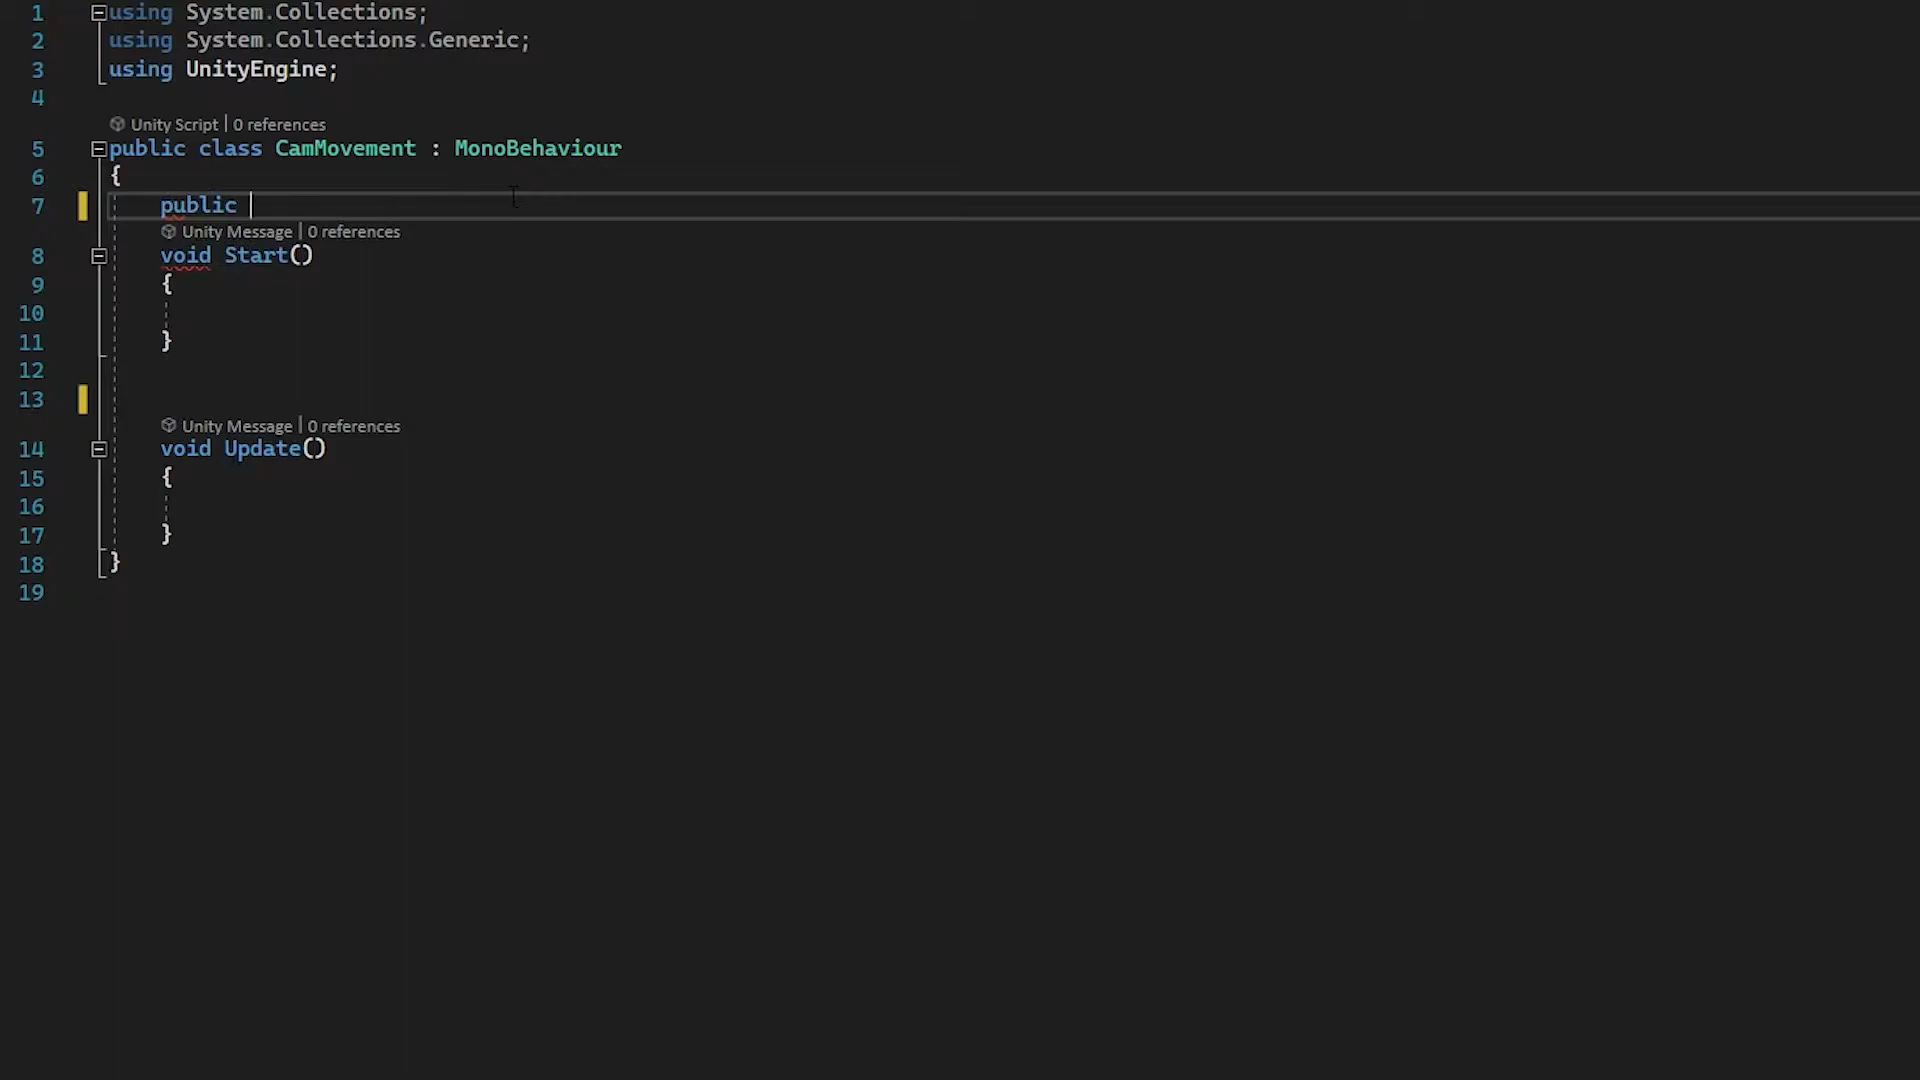 1 using System.Collections;
2 using System.Collections.Generic;
3 using UnityEngine;
4
Unity Script | 0 references
5 public class CamMovement : MonoBehaviour
6 {
7 public
Unity Message | 0 references
8 void Start()
9 {
10
11 }
12
13
Unity Message | 0 references
14 void Update()
15 {
16
17 }
18 }
19